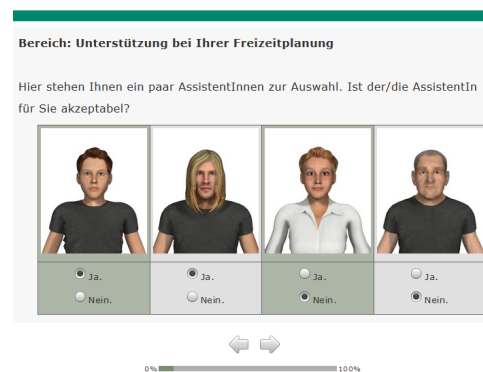 Bereich: Unterstützung bei Ihrer Freizeitplanung
Hier stehen Ihnen ein paar AssistentInnen zur Auswahl. Ist der/die AssistentIn
für Sie akzeptabel?
Ja. Ja. Ja. Ja.
Nein. Nein. Nein. Nein.
0% 100%